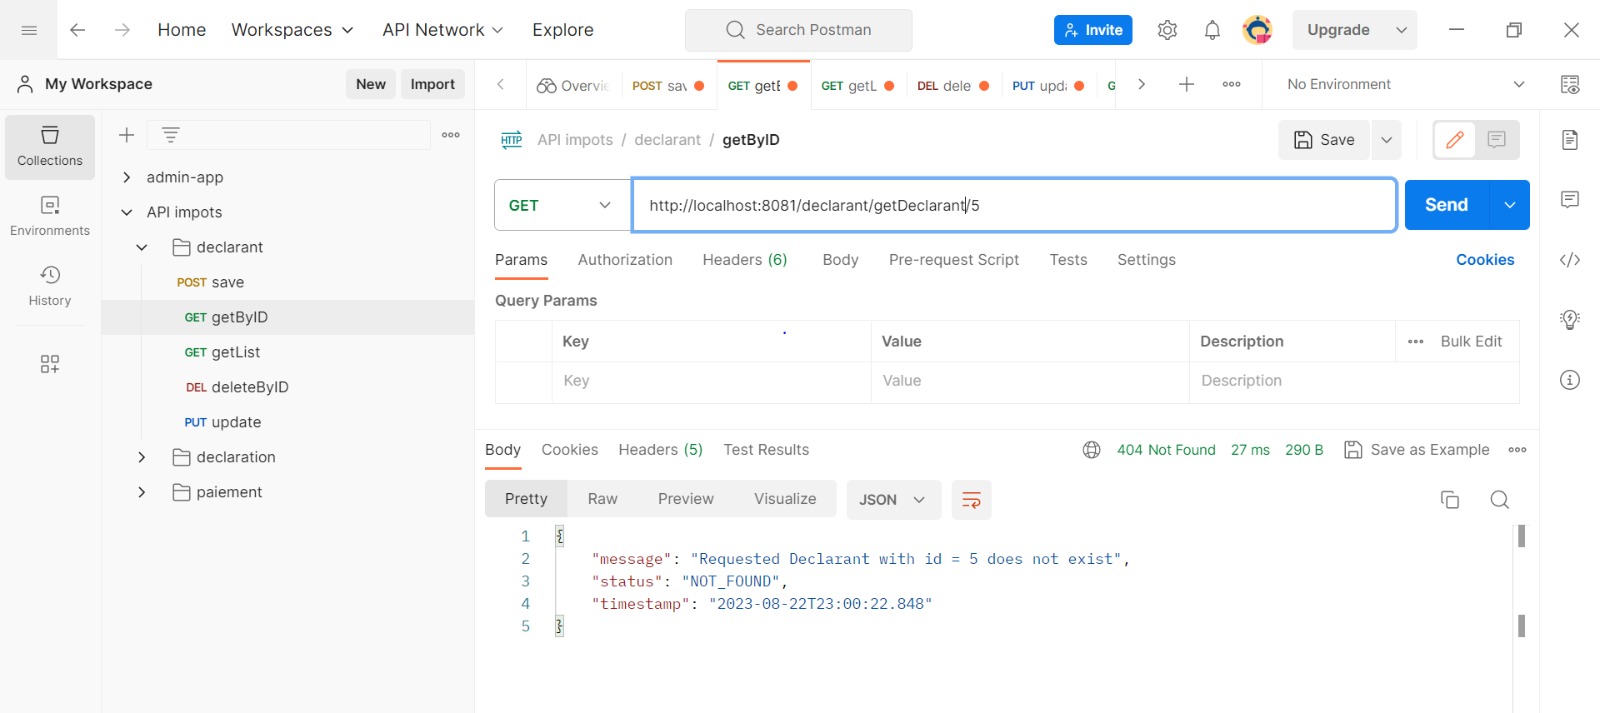 Home Workspaces API Network Explore Search Postman Invite Upgrade
My Workspace New Import Overvie POST sav GET getE GET getL DEL dele PUT upda G No Environment
Collections
Environments
History
admin-app
API impots
declarant
POST save
GET getByID
GET getList
DEL deleteByID
PUT update
declaration
paiement
HTTP API impots / declarant / getByID Save
GET http://localhost:8081/declarant/getDeclarant/5 Send
Params Authorization Headers (6) Body Pre-request Script Tests Settings Cookies
Query Params
Key Value Description Bulk Edit
Key Value Description
Body Cookies Headers (5) Test Results 404 Not Found 27 ms 290 B Save as Example
Pretty Raw Preview Visualize JSON
1 {
2 "message": "Requested Declarant with id = 5 does not exist",
3 "status": "NOT_FOUND",
4 "timestamp": "2023-08-22T23:00:22.848"
5 }